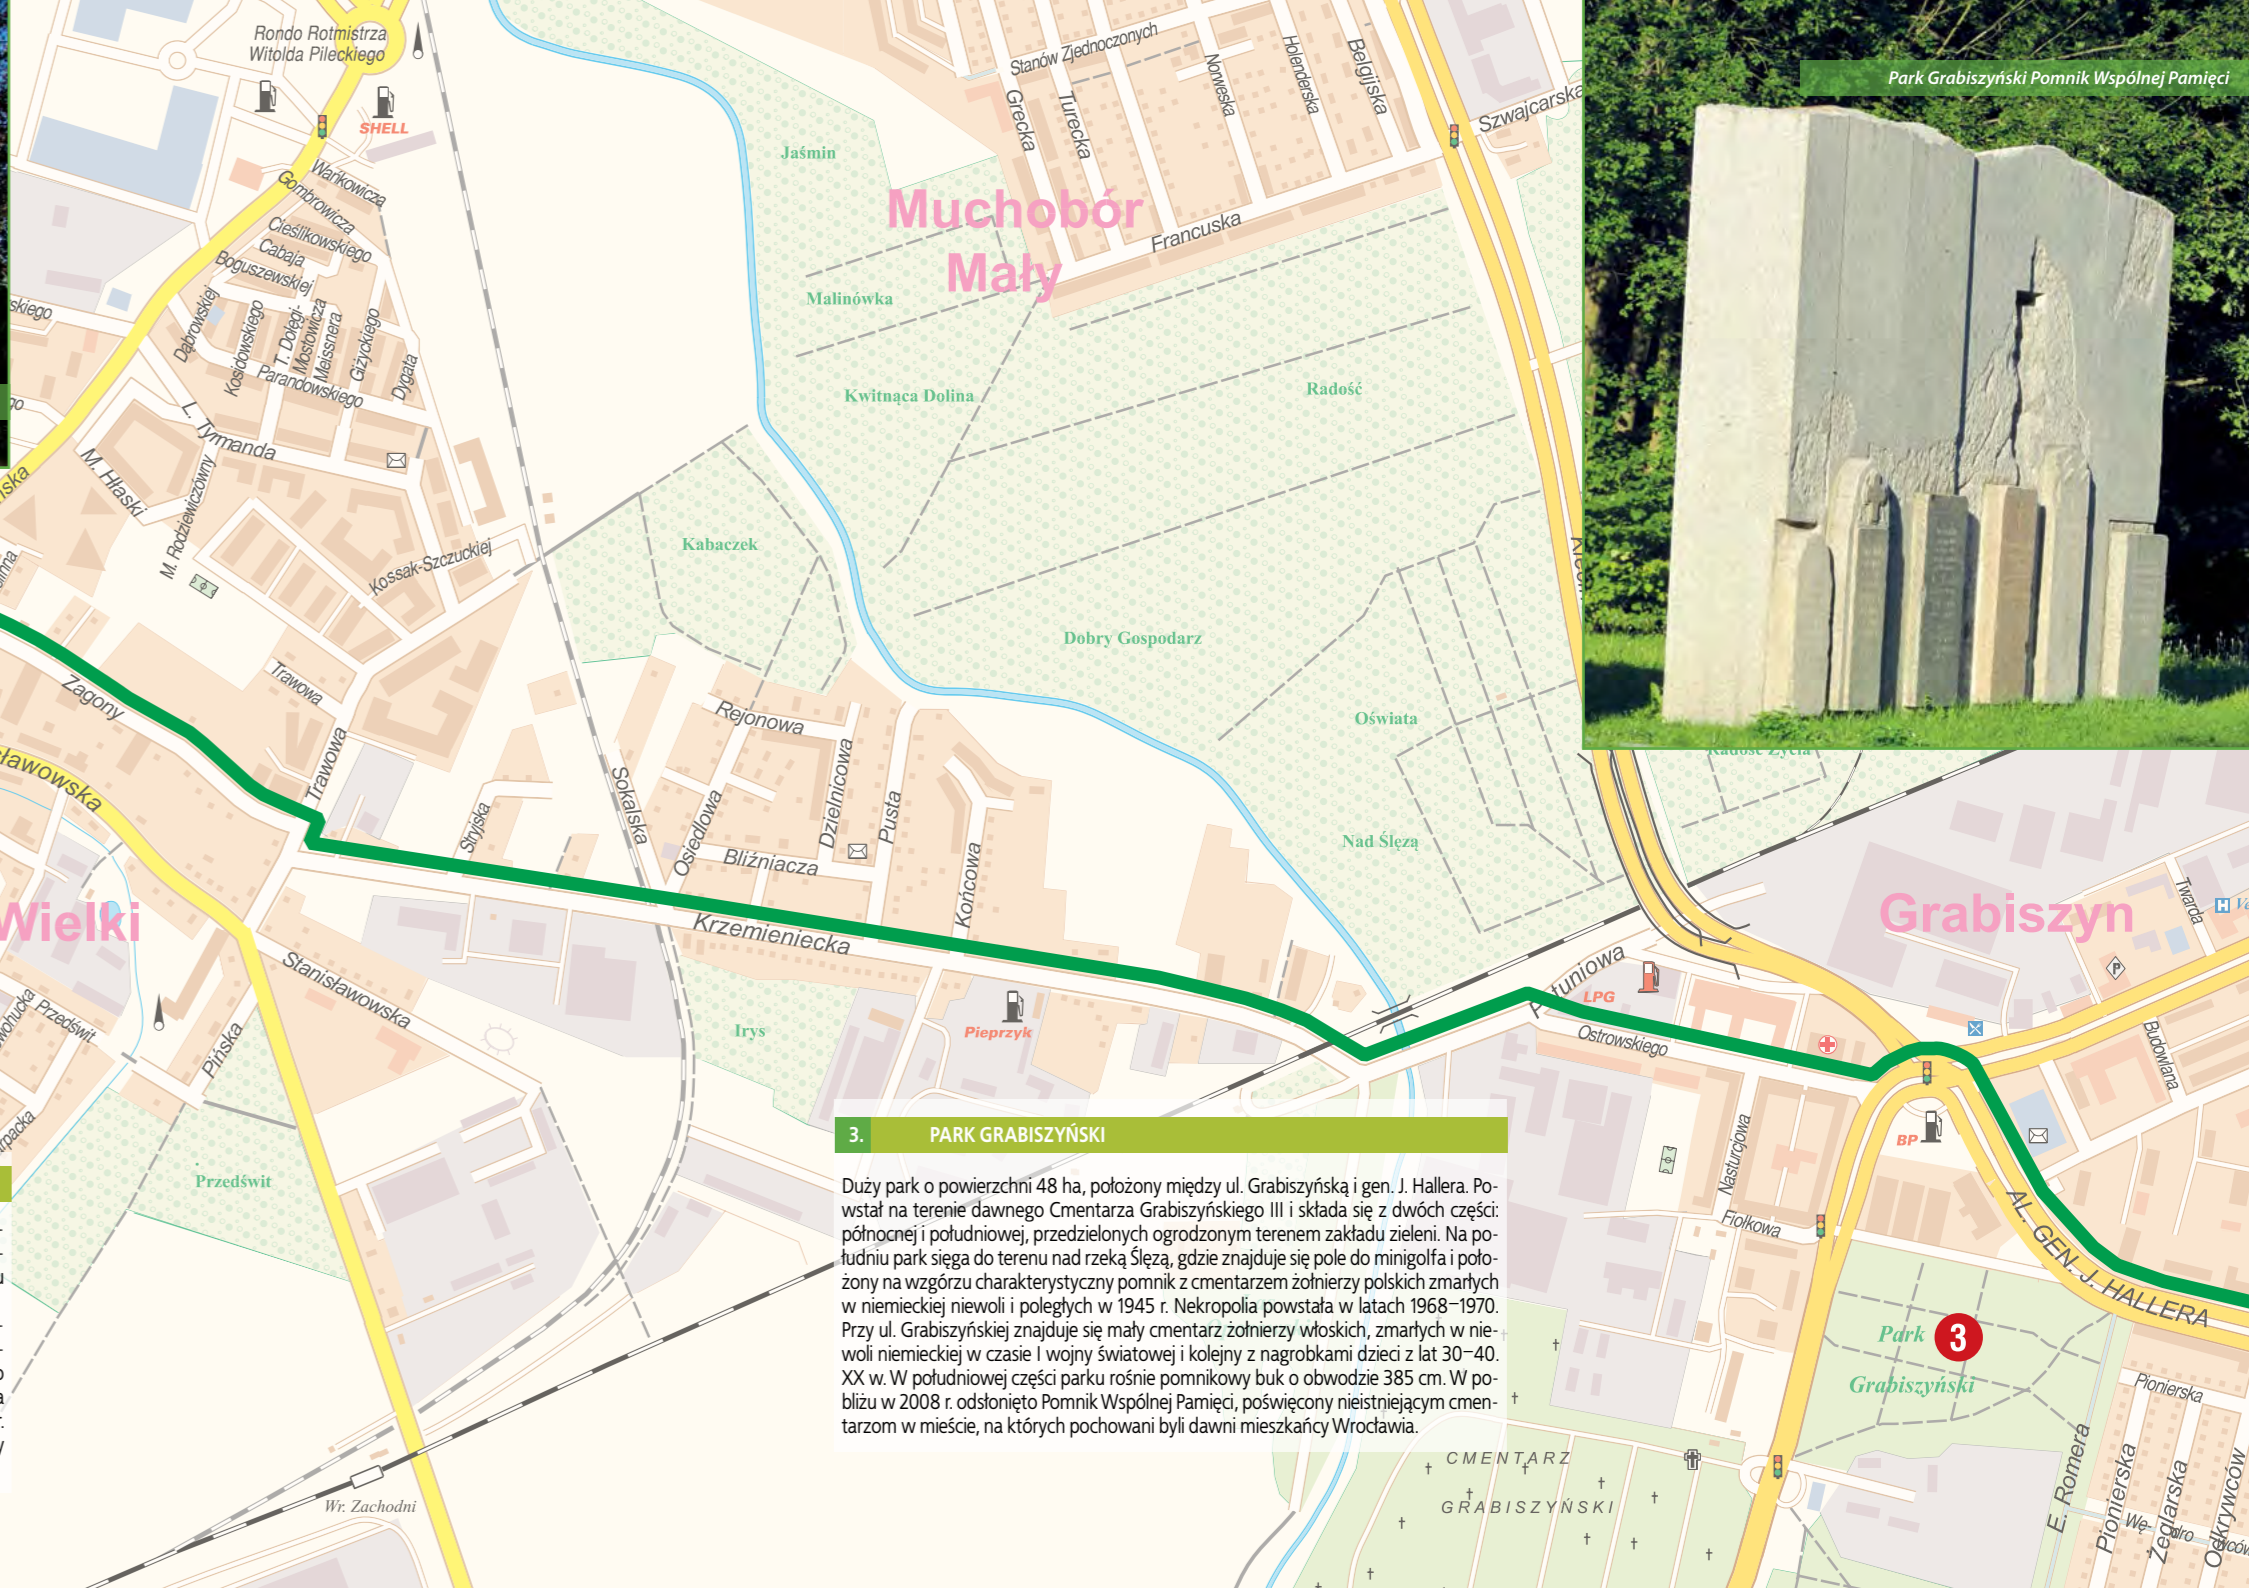 Rondo Rotmistrza
Witolda Pileckiego
SHELL
Wańkowicza
Gombrowicza
Cieślikowskiego
Cabaja
Boguszewskiej
Dąbrowskiej
Kosidowskiego
T. Dołęgi-
Mostowicza
Meissnera
Giżyckiego
Parandowskiego
Dygata
L. Tymanda
M. Hłaski
M. Rodziewiczówny
Kossak-Szczuckiej
skiego
Jaśmin
Muchobór
Mały
Malinówka
Kwitnąca Dolina
Radość
Kabaczek
Dobry Gospodarz
Oświata
Nad Ślęzą
Stanów Zjednoczonych
Grecka
Turecka
Norweska
Holenderska
Belgijska
Szwajcarska
Francuska
Park Grabiszyński Pomnik Wspólnej Pamięci
Zagony
Trawowa
Trawowa
Stryjska
Sokalska
Rejonowa
Osiedlowa
Dzielnicowa
Pusta
Bliźniacza
Końcowa
Krzemieniecka
Wielki
Stanisławowska
Pińska
Przedświt
Przedświt
Irys
Pieprzyk
LPG
Ostrowskiego
Grabiszyn
Twarda
Budowlana
BP
Nasturcjowa
Fiołkowa
AL. GEN. J. HALLERA
Park
Grabiszyński
3
Pionierska
E. Romera
Pionierska
Żeglarska
Odkrywców
Wę-
dro
wców
CMENTARZ
GRABISZYŃSKI
Wr. Zachodni
3. PARK GRABISZYŃSKI
Duży park o powierzchni 48 ha, położony między ul. Grabiszyńską i gen. J. Hallera. Po-
wstał na terenie dawnego Cmentarza Grabiszyńskiego III i składa się z dwóch części:
północnej i południowej, przedzielonych ogrodzonym terenem zakładu zieleni. Na po-
łudniu park sięga do terenu nad rzeką Ślęzą, gdzie znajduje się pole do minigolfa i poło-
żony na wzgórzu charakterystyczny pomnik z cmentarzem żołnierzy polskich zmarłych
w niemieckiej niewoli i poległych w 1945 r. Nekropolia powstała w latach 1968–1970.
Przy ul. Grabiszyńskiej znajduje się mały cmentarz żołnierzy włoskich, zmarłych w nie-
woli niemieckiej w czasie I wojny światowej i kolejny z nagrobkami dzieci z lat 30–40.
XX w. W południowej części parku rośnie pomnikowy buk o obwodzie 385 cm. W po-
bliżu w 2008 r. odsłonięto Pomnik Wspólnej Pamięci, poświęcony nieistniejącym cmen-
tarzom w mieście, na których pochowani byli dawni mieszkańcy Wrocławia.